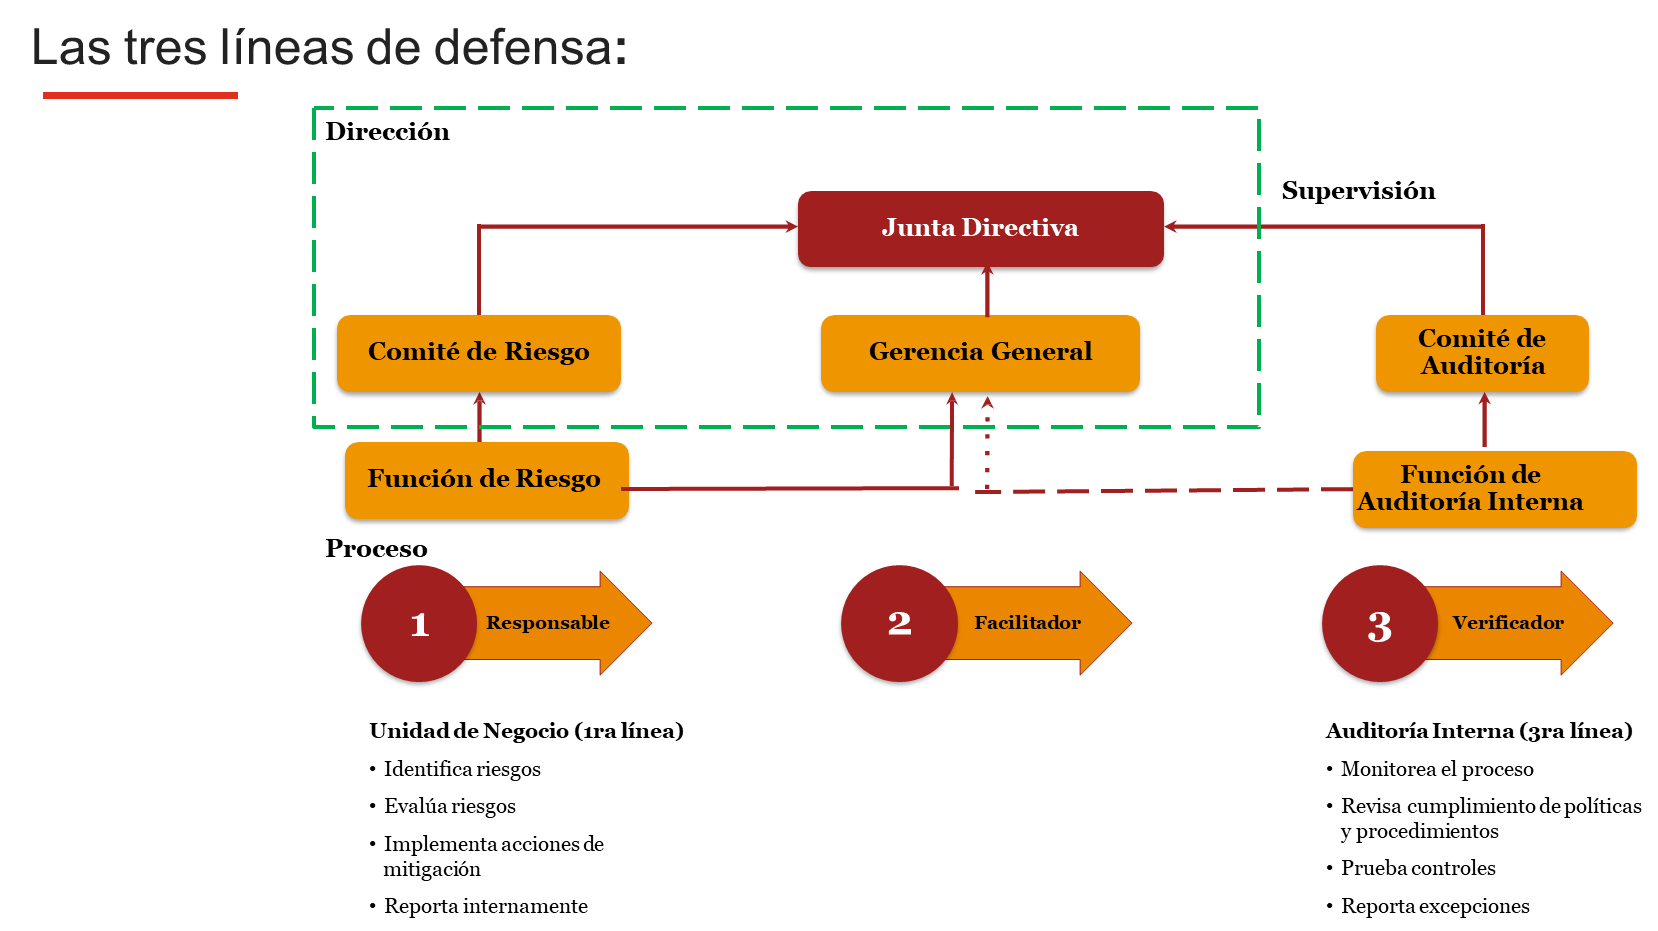 Las tres líneas de defensa:
Dirección
Supervisión
Junta Directiva
Comité de Riesgo
Gerencia General
Comité de
Auditoría
Función de Riesgo
Función de
Auditoría Interna
Proceso
1
Responsable
2
Facilitador
3
Verificador
Unidad de Negocio (1ra línea)
• Identifica riesgos
• Evalúa riesgos
• Implementa acciones de
mitigación
• Reporta internamente
Auditoría Interna (3ra línea)
• Monitorea el proceso
• Revisa cumplimiento de políticas
y procedimientos
• Prueba controles
• Reporta excepciones